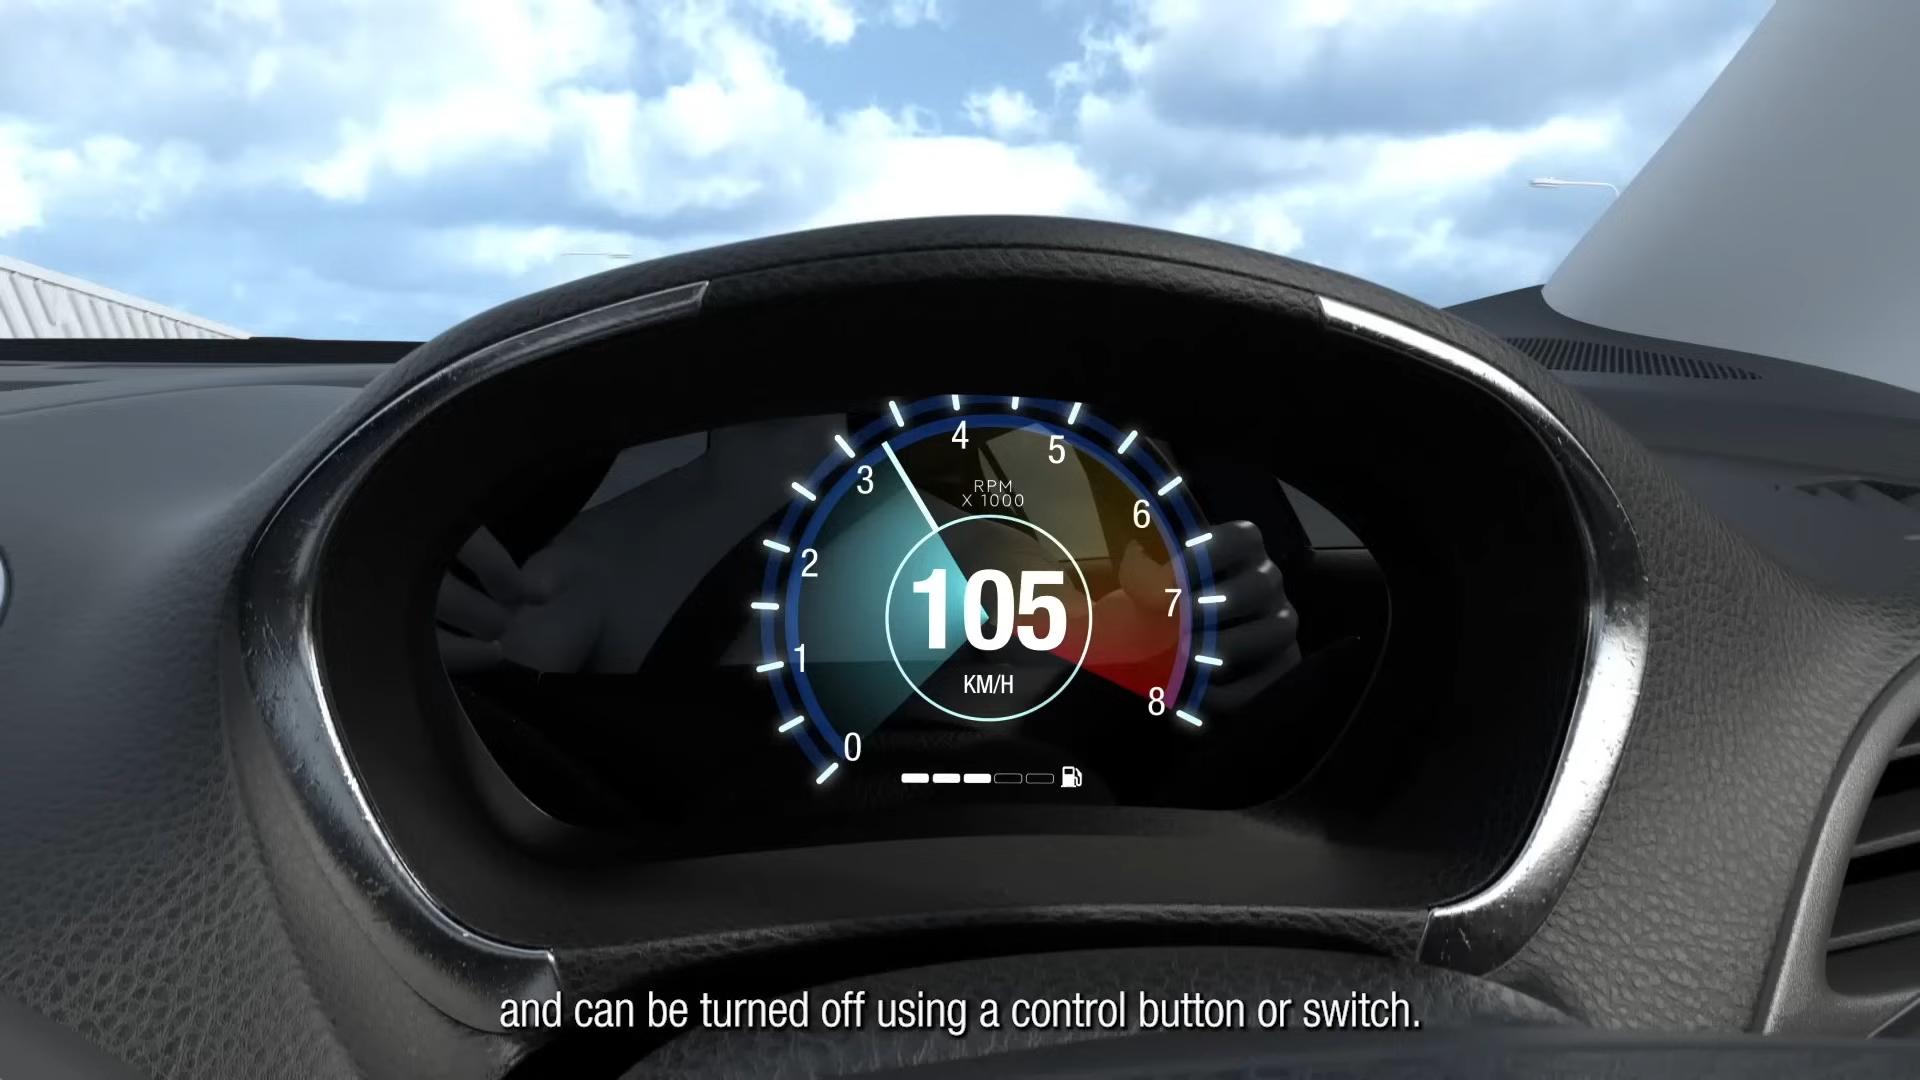 4
5
3
RPM
X 1000
6
2
105
7
1
KM/H
8
0
and can be turned off using a control button or switch.